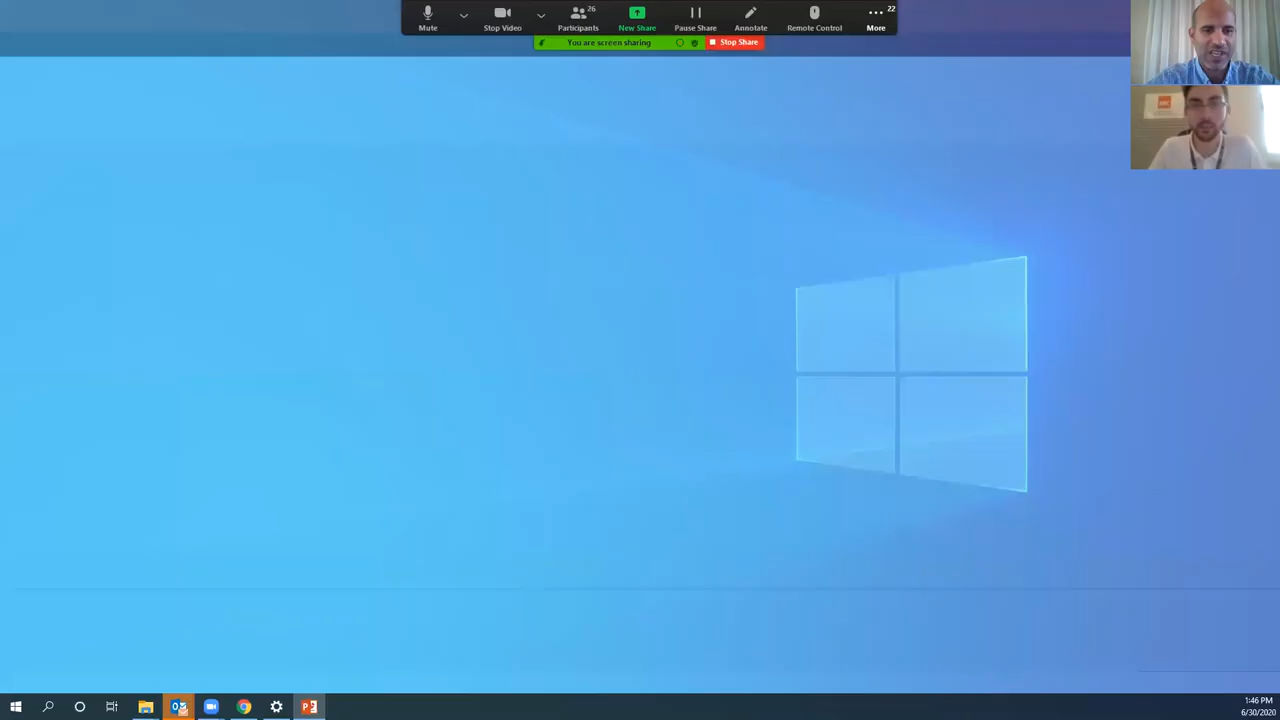 26
22
Mute
Stop Video
Participants
New Share
Pause Share
Annotate
Remote Control
More
You are screen sharing
Stop Share
1:46 PM
6/30/2020